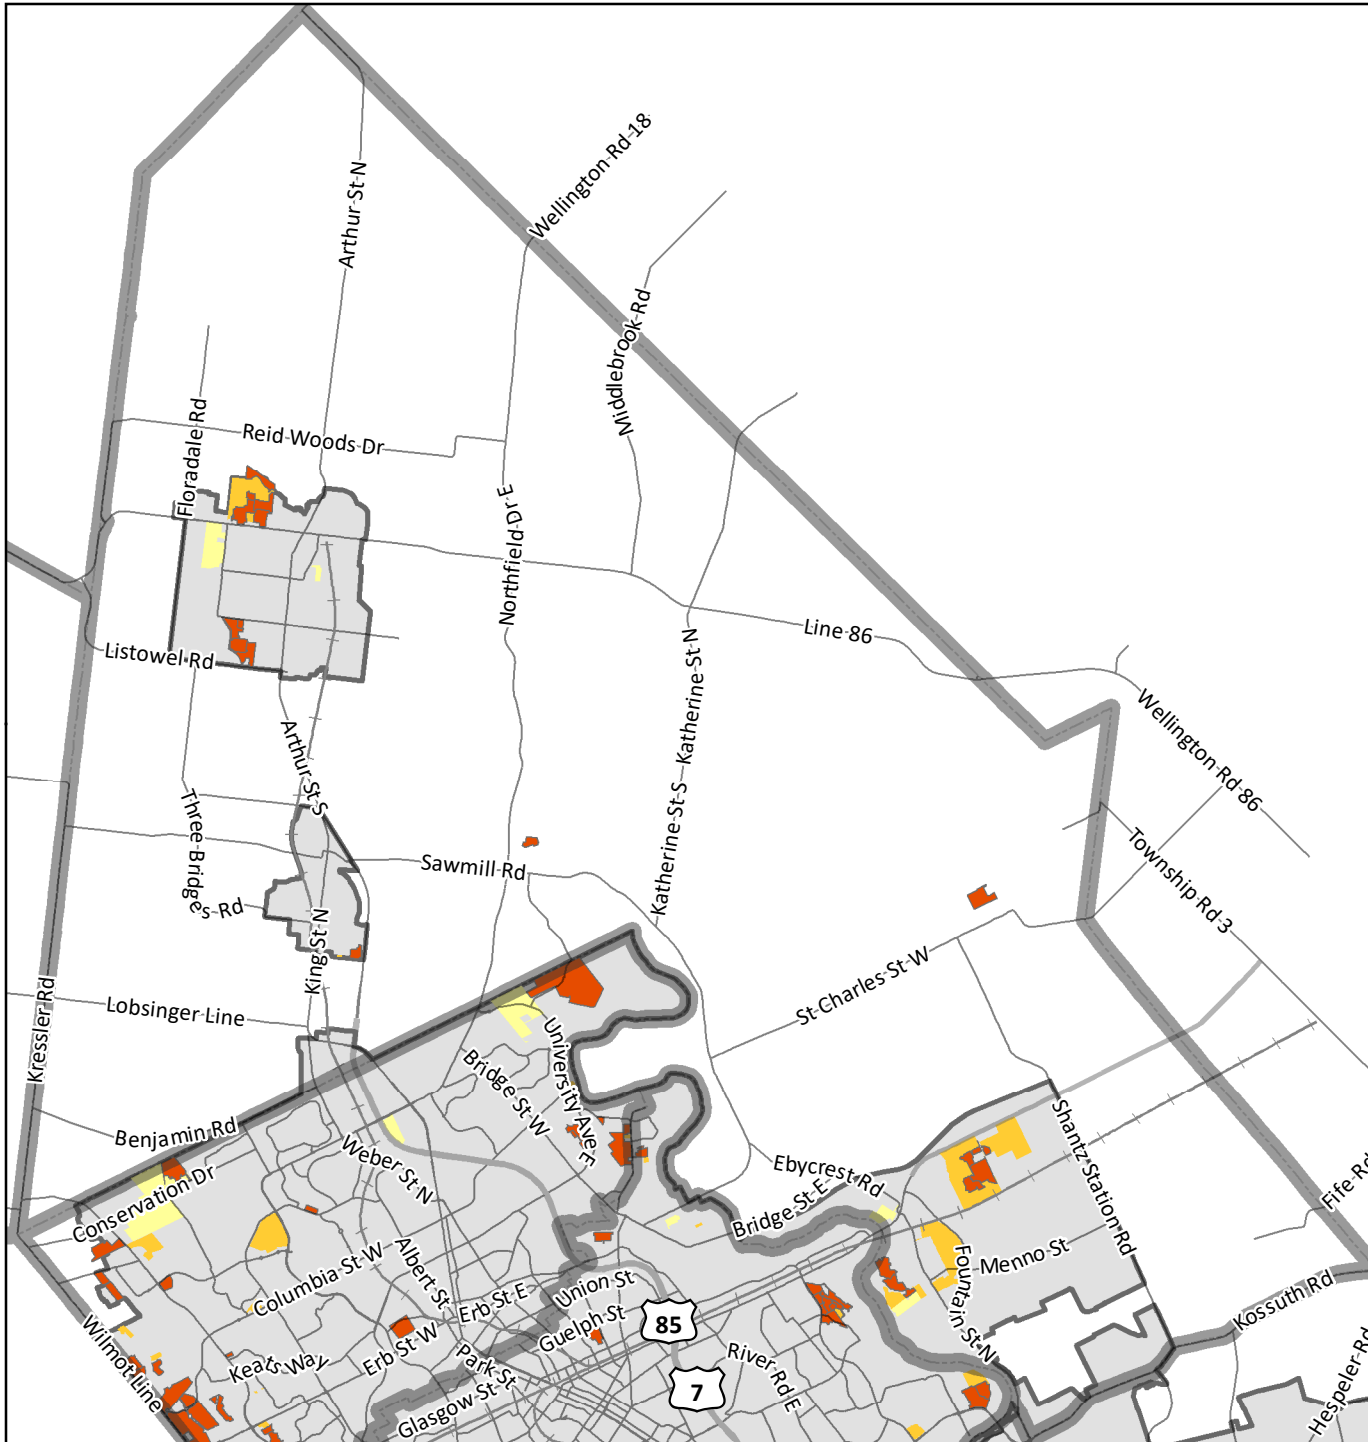 Wellington Rd 18
Arthur St N
Middlebrook Rd
Floradale Rd
Reid Woods Dr
Northfield Dr E
Line 86
Katherine St N
Listowel Rd
Wellington Rd 86
Arthur St S
Katherine St S
Three Bridges Rd
Sawmill Rd
Township Rd 3
King St N
St Charles St W
Kressler Rd
Lobsinger Line
University Ave E
Bridge St W
Benjamin Rd
Weber St N
Shantz Station Rd
Ebycrest Rd
Fife Rd
Conservation Dr
Bridge St E
Menno St
Fountain St N
Columbia St W
Albert St
Erb St E
Union St
Kossuth Rd
Wilmot Line
Guelph St
85
Erb St W
Keats Way
Park St
River Rd E
7
Glasgow St
Hespeler Rd